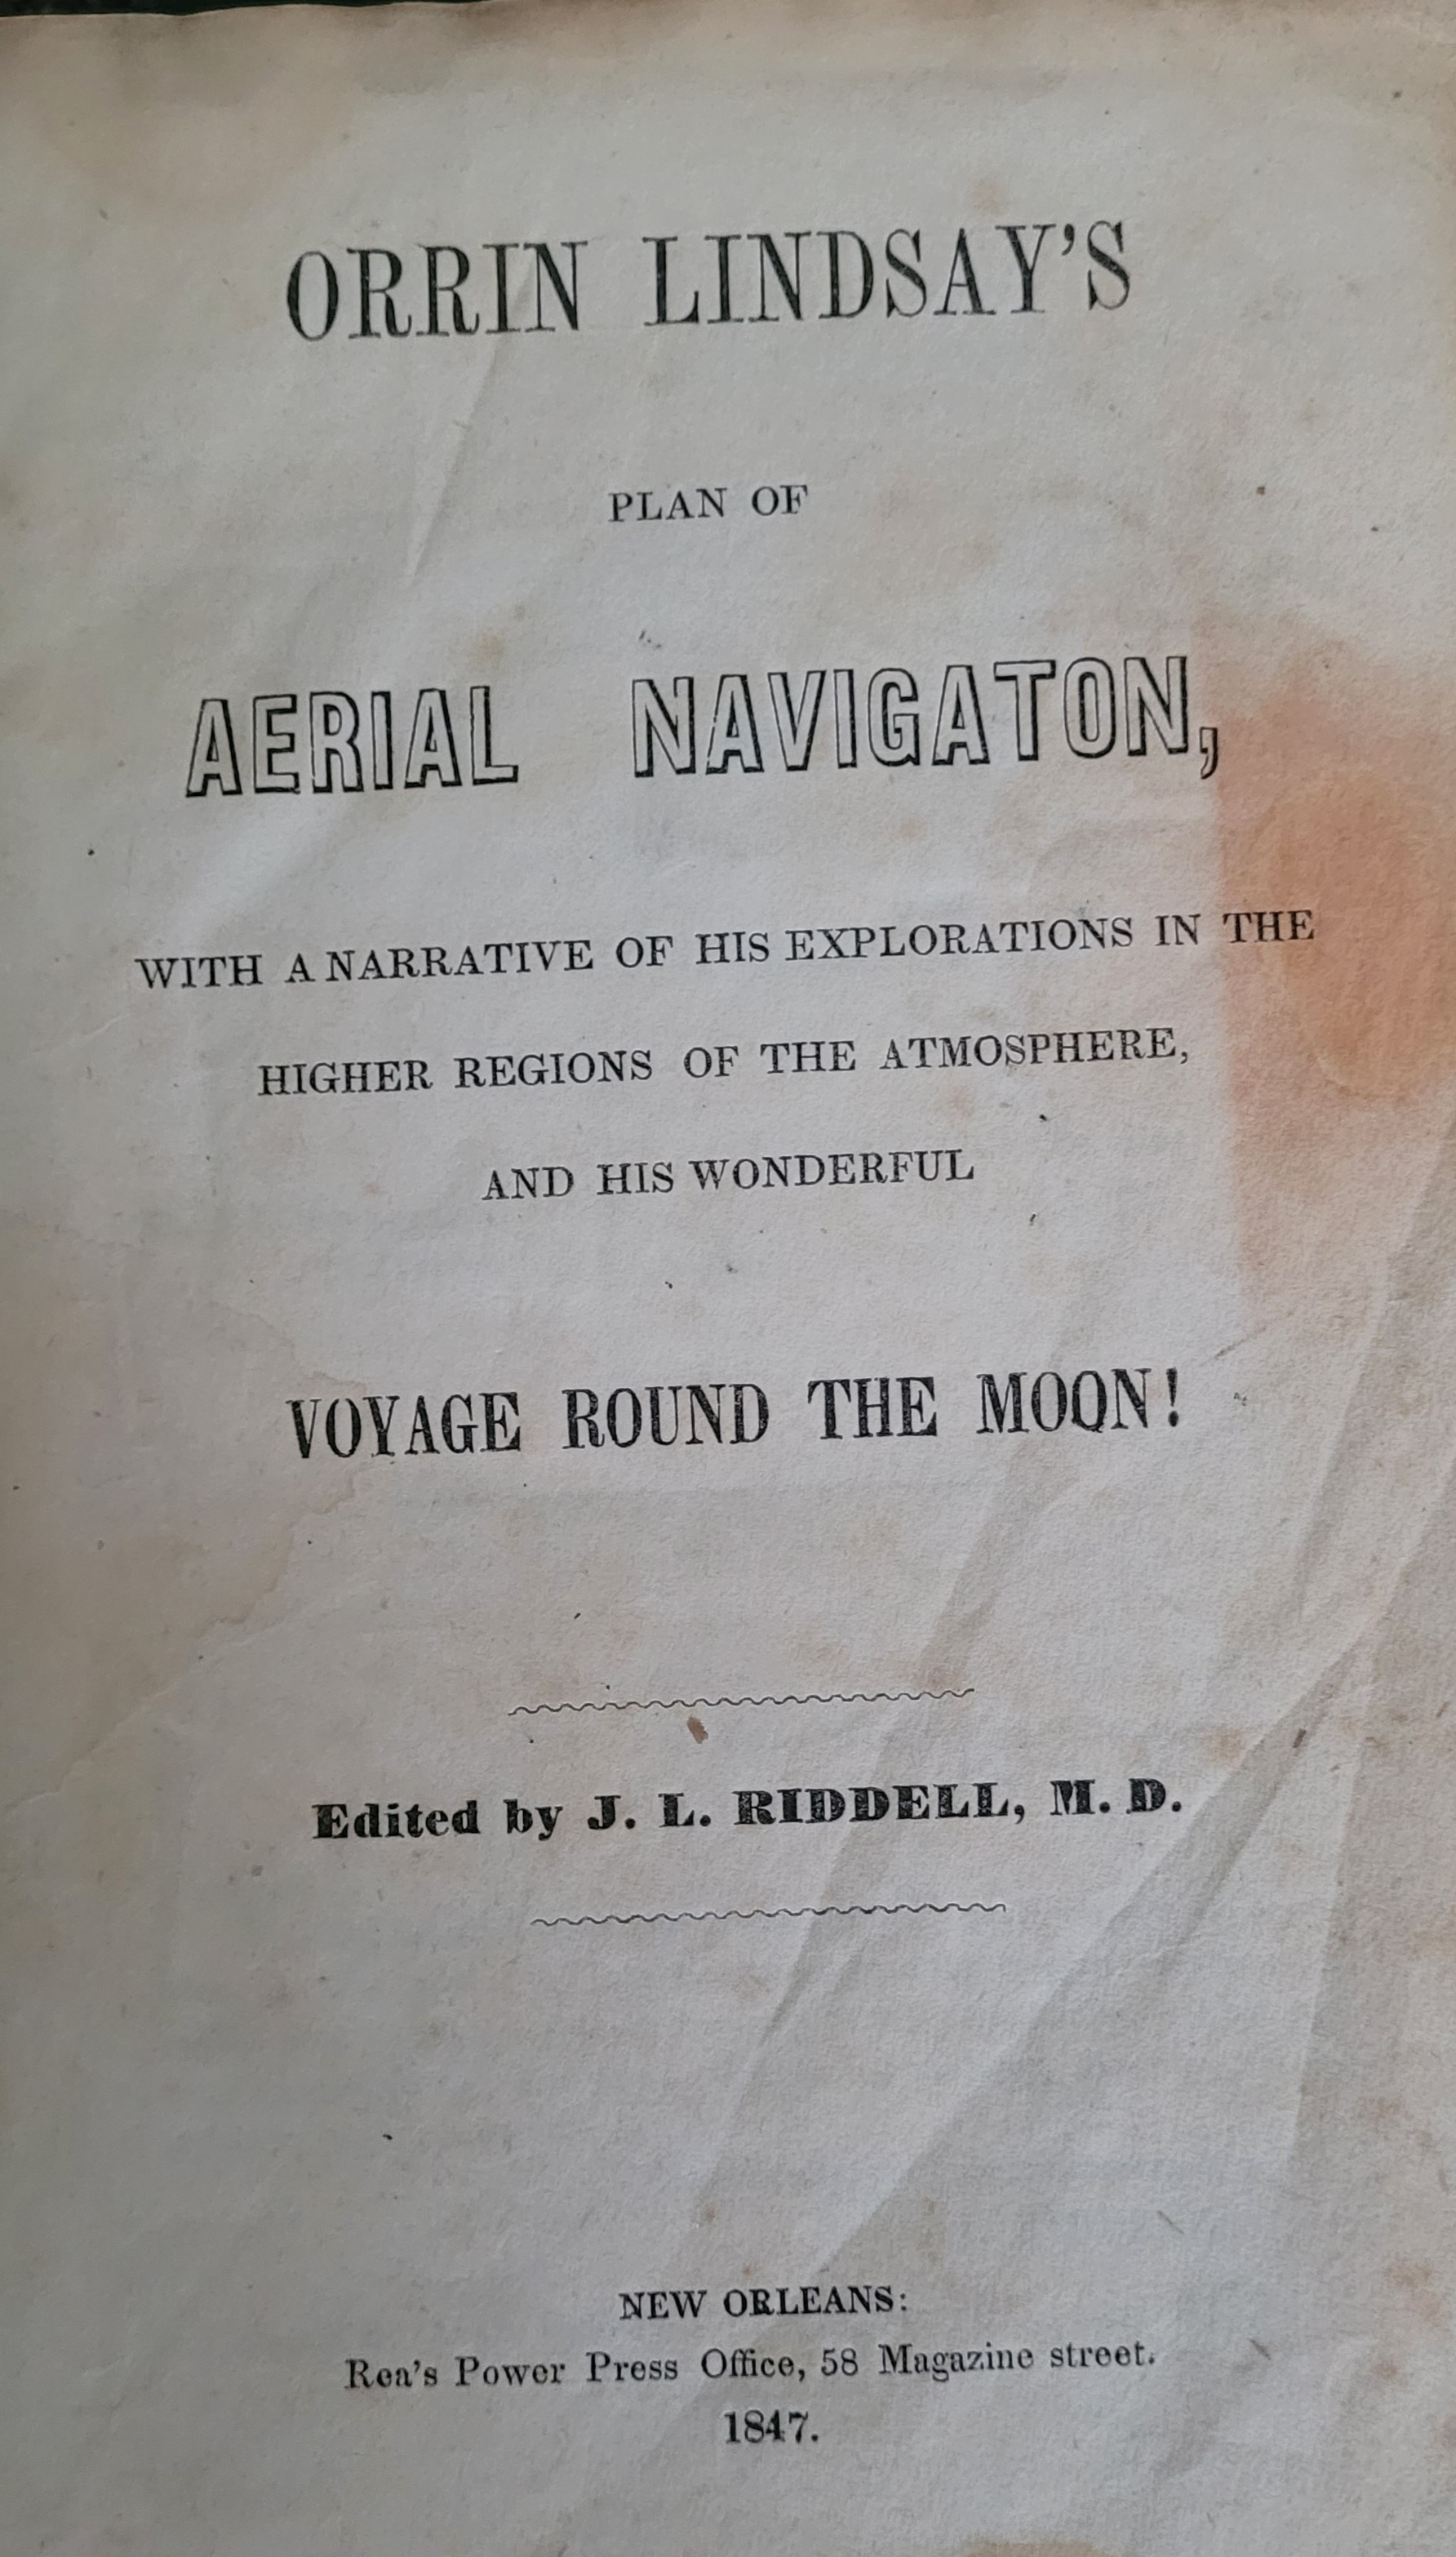 ORRIN LINDSAY'S
PLAN OF
AERIAL NAVIGATON,
WITH A NARRATIVE OF HIS EXPLORATIONS IN THE
HIGHER REGIONS OF THE ATMOSPHERE,
AND HIS WONDERFUL
VOYAGE ROUND THE MOON!
Edited by J. L. RIDDELL, M. D.
NEW ORLEANS:
Rea's Power Press Office, 58 Magazine street.
1847.